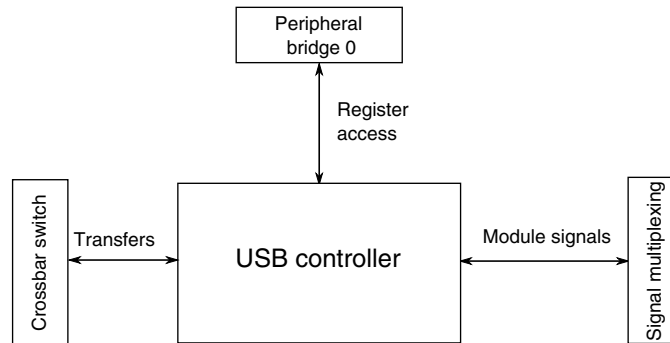 Peripheral
bridge 0
Register
access
Crossbar switch
Transfers
USB controller
Module signals
Signal multiplexing